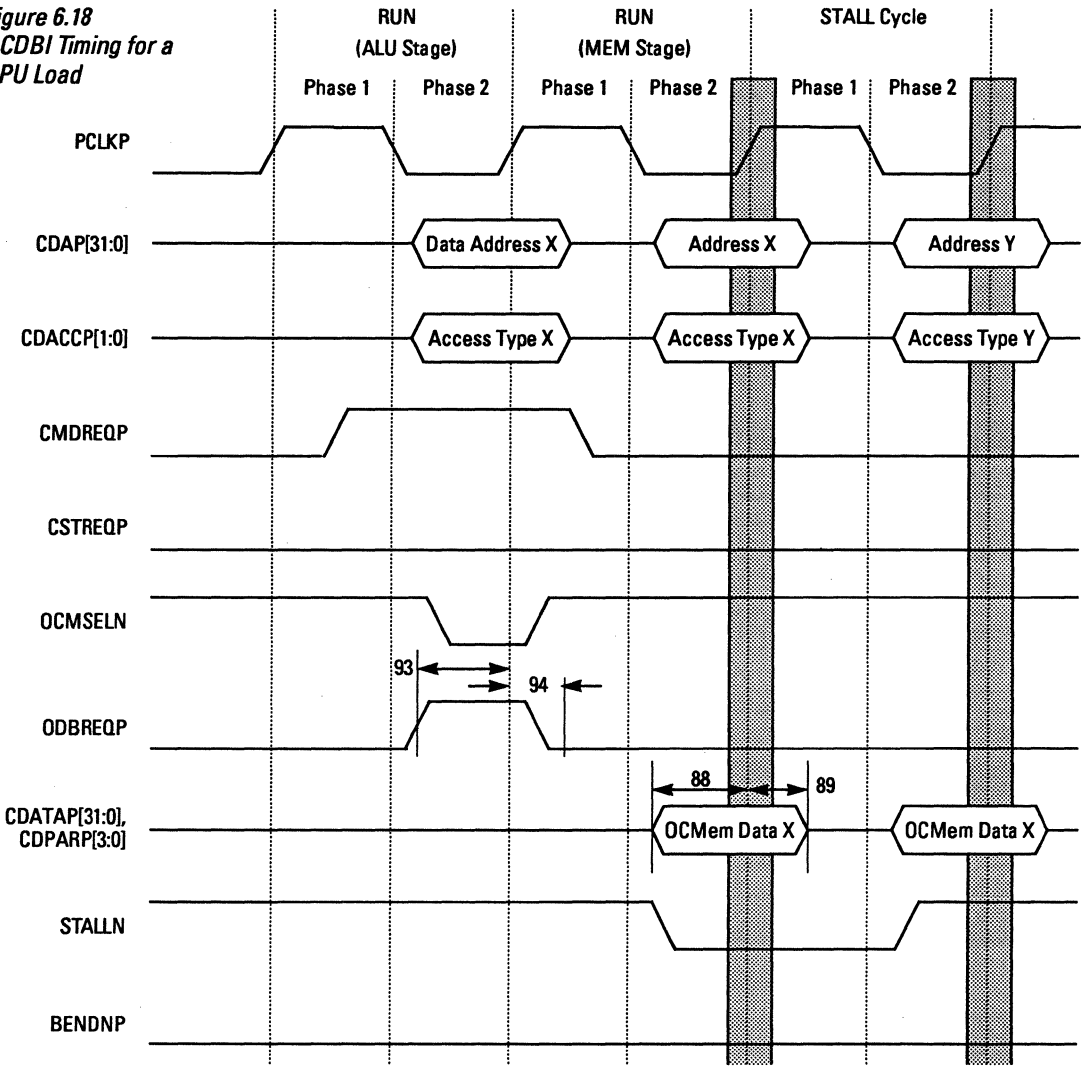 igure 6.18
CDBI Timing for a
PU Load
RUN
(ALU Stage)
RUN
(MEM Stage)
STALL Cycle
Phase 1
Phase 2
Phase 1
Phase 2
Phase 1
Phase 2
PCLKP
CDAP[31:0]
Data Address X
Address X
Address Y
CDACCP[1:0]
Access Type X
Access Type X
Access Type Y
CMDREQP
CSTREQP
OCMSELN
93
94
ODBREQP
88
89
CDATAP[31:0],
CDPARP[3:0]
OCMem Data X
OCMem Data X
STALLN
BENDNP